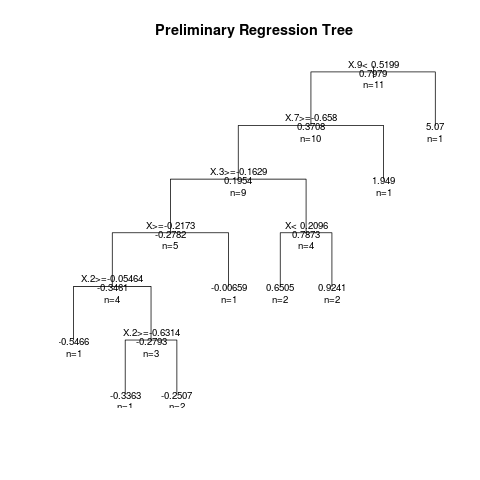 Preliminary Regression Tree
X.9< 0.5199
0.7979
n=11
X.7>=-0.658
0.3708
n=10
5.07
n=1
X.3>=-0.1629
0.1954
n=9
1.949
n=1
X>=-0.2173
-0.2782
n=5
X< 0.2096
0.7873
n=4
X.2>=-0.05464
-0.3461
n=4
-0.00659
n=1
0.6505
n=2
0.9241
n=2
-0.5466
n=1
X.2>=-0.6314
-0.2793
n=3
-0.3363
n=1
-0.2507
n=2